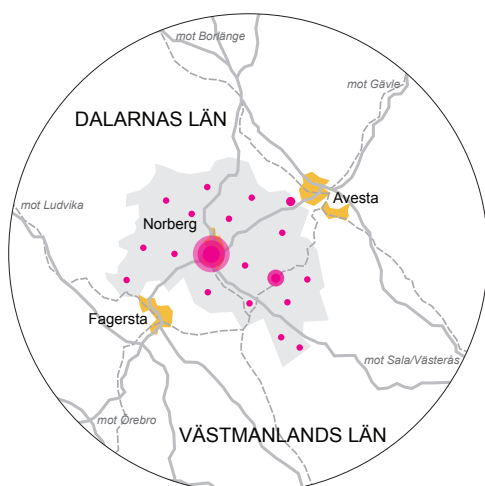 mot Borlänge
mot Gävle
DALARNAS LÄN
Avesta
mot Ludvika
Norberg
Fagersta
mot Sala/Västerås
mot Örebro
VÄSTMANLANDS LÄN